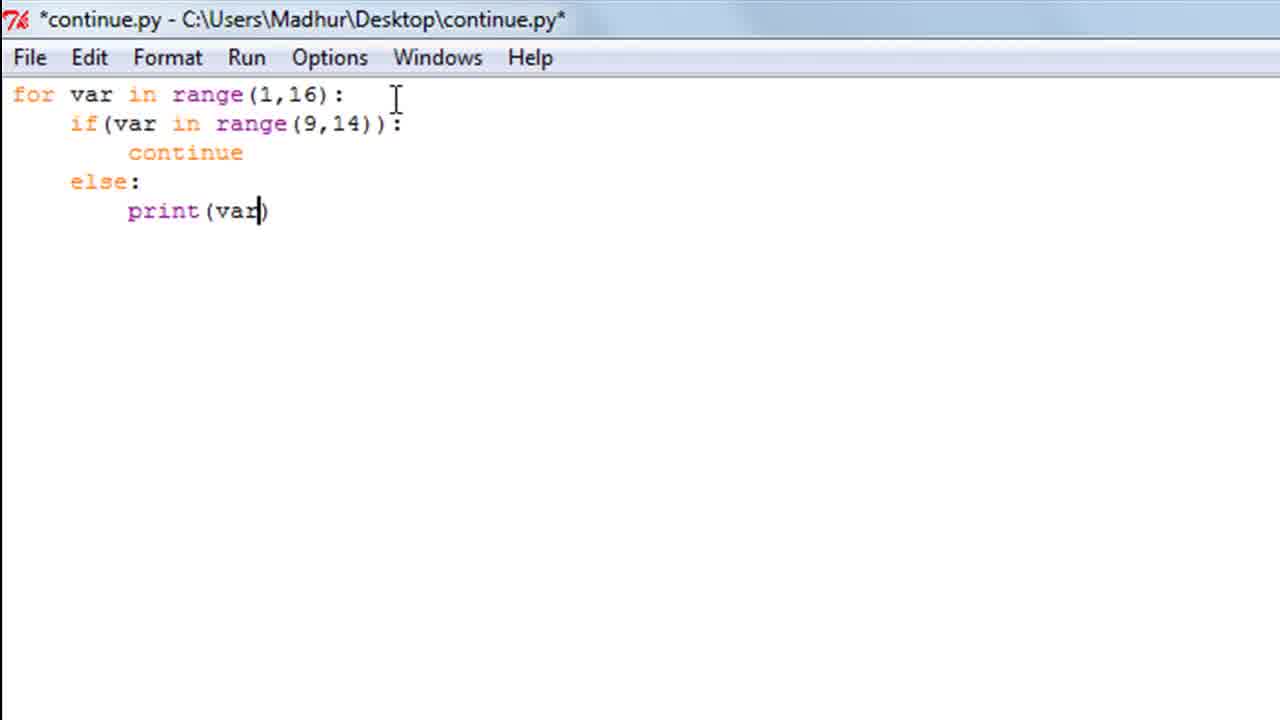 *continue.py - C:\Users\Madhur\Desktop\continue.py*
File Edit Format Run Options Windows Help
for var in range(1,16):
    if(var in range(9,14)):
        continue
    else:
        print(var)